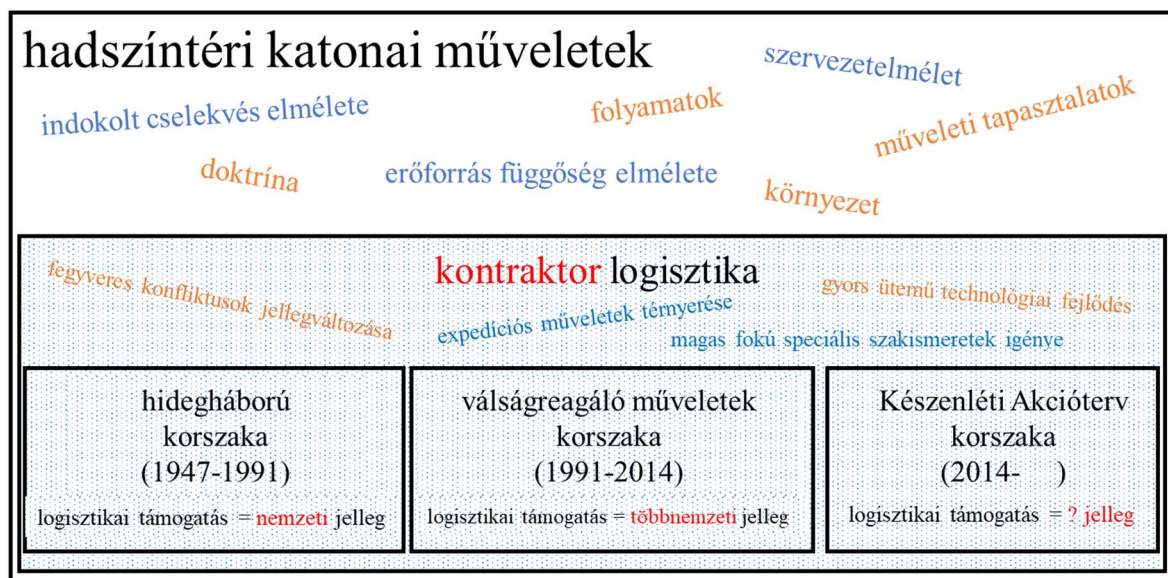 hadszíntéri katonai műveletek
szervezetelmélet
indokolt cselekvés elmélete
folyamatok
műveleti tapasztalatok
doktrína
erőforrás függőség elmélete
környezet
kontraktor logisztika
fegyveres konfliktusok jellegváltozása
expedíciós műveletek térnyerése
gyors ütemű technológiai fejlődés
magas fokú speciális szakismeretek igénye
hidegháború
korszaka
(1947-1991)
logisztikai támogatás = nemzeti jelleg
válságreagáló műveletek
korszaka
(1991-2014)
logisztikai támogatás = többnemzeti jelleg
Készenléti Akcióterv
korszaka
(2014- )
logisztikai támogatás = ? jelleg